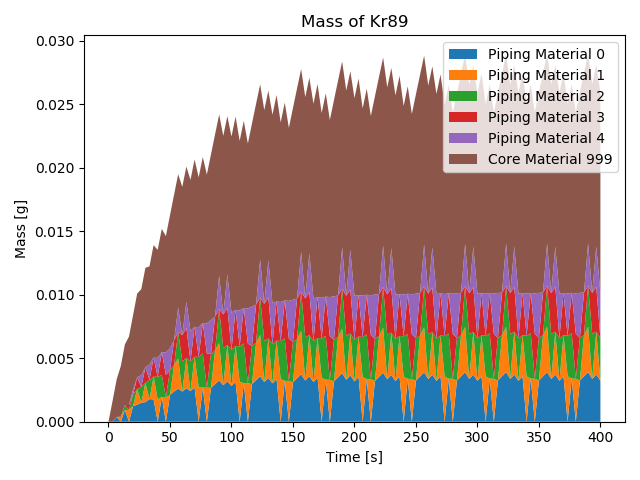 Mass of Kr89
Mass [g]
0.030
0.025
0.020
0.015
0.010
0.005
0.000
Piping Material 0
Piping Material 1
Piping Material 2
Piping Material 3
Piping Material 4
Core Material 999
0 50 100 150 200 250 300 350 400
Time [s]